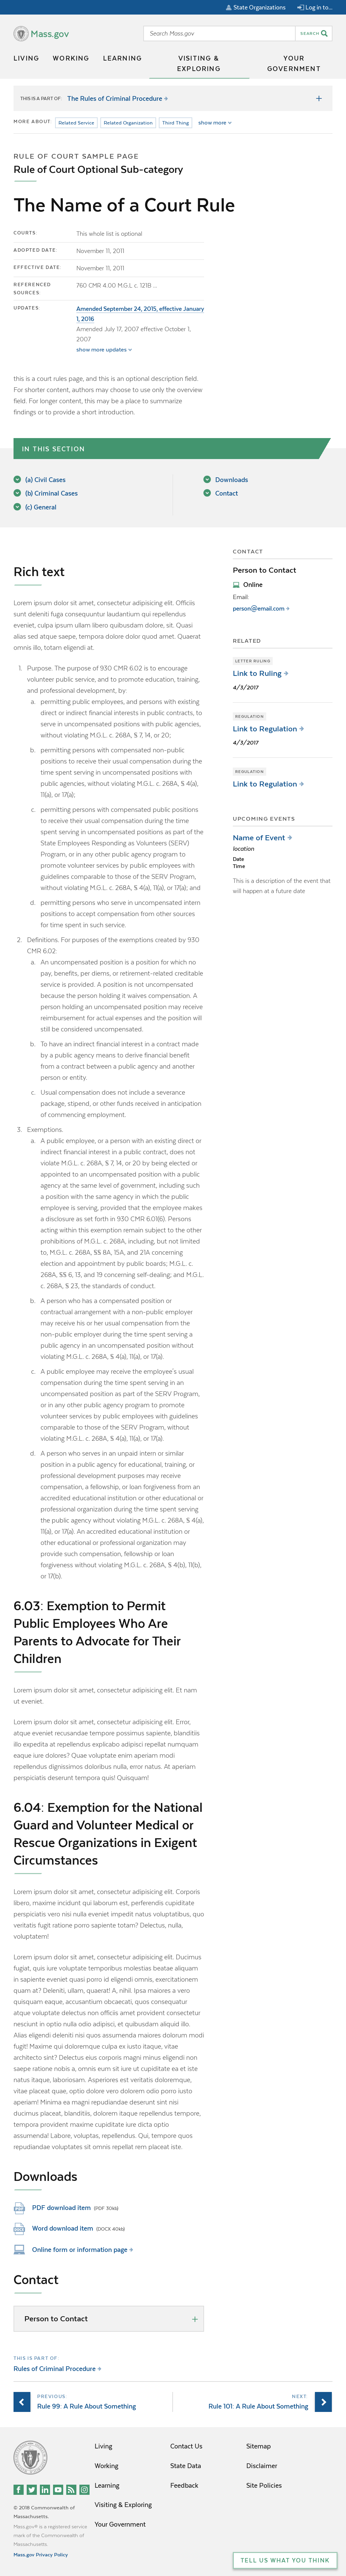 State Organizations
Log in to...
Mass.gov
Search Mass.gov
SEARCH
LIVING
WORKING
LEARNING
VISITING &
EXPLORING
YOUR
GOVERNMENT
THIS IS A PART OF:
The Rules of Criminal Procedure
MORE ABOUT
Related Service
Related Organization
Third Thing
show more
RULE OF COURT SAMPLE PAGE
Rule of Court Optional Sub-category
The Name of a Court Rule
COURTS:
This whole list is optional
ADOPTED DATE:
November 11, 2011
EFFECTIVE DATE:
November 11, 2011
REFERENCED
SOURCES:
760 CMR 4.00 M.G.L c. 121B ...
UPDATES:
Amended September 24, 2015, effective January
1, 2016
Amended July 17, 2007 effective October 1,
2007
show more updates
this is a court rules page, and this is an optional description field.
For shorter content, authors may choose to use only the overview
field. For longer content, this may be a place to summarize
findings or to provide a short introduction.
IN THIS SECTION
(a) Civil Cases
(b) Criminal Cases
(c) General
Downloads
Contact
Rich text
Lorem ipsum dolor sit amet, consectetur adipisicing elit. Officiis
sunt deleniti fuga consequuntur veniam. Lorem ipsum dolor sit
amet, consectetur adipisicing elit. Eveniet voluptatum dolore, sunt
quia! Quia alias sed atque saepe, tempora dolore dolor quod amet. Quaerat
omnis illo, totam eligendi at.
1. Purpose. The purpose of 930 CMR 6.02 is to encourage
volunteer public service, and to promote education, training,
and professional development, by:
a. permitting public employees, and persons with existing
direct or indirect financial interests in public contracts, to
serve in uncompensated positions with public agencies,
without violating M.G.L. c. 268A, § 7, 14, or 20;
b. permitting persons with compensated non-public
positions to receive their usual compensation during the
time spent serving in uncompensated positions with
public agencies, without violating M.G.L. c. 268A, § 4(a),
11(a), or 17(a);
c. permitting persons with compensated public positions
to receive their usual compensation during the time
spent serving in uncompensated positions as part of the
State Employees Responding as Volunteers (SERV)
Program, or in any other public agency program to
promote volunteer services by public employees with
guidelines comparable to those of the SERV Program,
without violating M.G.L. c. 268A, § 4(a), 11(a), or 17(a); and
d. permitting persons who serve in uncompensated intern
positions to accept compensation from other sources
for time spent in such service.
2. Definitions. For purposes of the exemptions created by 930
CMR 6.02:
a. An uncompensated position is a position for which no
pay, benefits, per diems, or retirement-related creditable
service is provided. A position is uncompensated
because the position has no compensation, or because
the person holding it waives compensation. A person
holding an uncompensated position may receive
reimbursement for actual expenses and the position will
still be considered uncompensated.
b. To have an indirect financial interest in a contract made
by a public agency means to derive financial benefit
from a contract between a public agency and another
person or entity.
c. Usual compensation does not include a severance
package, stipend, or other funds received in anticipation
of commencing employment.
3. Exemptions.
a. A public employee, or a person with an existing direct or
indirect financial interest in a public contract, does not
violate M.G.L. c. 268A, § 7, 14, or 20 by being elected or
appointed to an uncompensated position with a public
agency at the same level of government, including such
a position with his own agency, or the agency in which
he has a financial interest, and performing the duties of
the position, provided that the employee makes
a disclosure as set forth in 930 CMR 6.01(6). Persons
acting within this exemption remain subject to the other
prohibitions of M.G.L. c. 268A, including, but not limited
to, M.G.L. c. 268A, §§ 8A, 15A, and 21A concerning
election and appointment by public boards; M.G.L. c.
268A, §§ 6, 13, and 19 concerning self-dealing; and M.G.L.
c. 268A, § 23, the standards of conduct.
b. A person who has a compensated position or
contractual arrangement with a non-public employer
may receive his or her usual compensation from the
non-public employer during the time spent serving in an
uncompensated position with a public agency without
violating M.G.L. c. 268A, § 4(a), 11(a), or 17(a).
c. A public employee may receive the employee's usual
compensation during the time spent serving in an
uncompensated position as part of the SERV Program,
or in any other public agency program to promote
volunteer services by public employees with guidelines
comparable to those of the SERV Program, without
violating M.G.L. c. 268A, § 4(a), 11(a), or 17(a).
d. A person who serves in an unpaid intern or similar
position in a public agency for educational, training, or
professional development purposes may receive
compensation, a fellowship, or loan forgiveness from an
accredited educational institution or other educational or
professional organization during the time spent serving
the public agency without violating M.G.L. c. 268A, § 4(a),
11(a), or 17(a). An accredited educational institution or
other educational or professional organization may
provide such compensation, fellowship or loan
forgiveness without violating M.G.L. c. 268A, § 4(b), 11(b),
or 17(b).
6.03: Exemption to Permit
Public Employees Who Are
Parents to Advocate for Their
Children
Lorem ipsum dolor sit amet, consectetur adipisicing elit. Et nam
ut eveniet.
Lorem ipsum dolor sit amet, consectetur adipisicing elit. Error,
atque eveniet recusandae tempore possimus sapiente, blanditiis
illo expedita at repellendus explicabo adipisci repellat numquam
eaque iure dolores? Quae voluptate enim aperiam modi
repellendus ducimus doloribus nulla, error natus. At aperiam
perspiciatis deserunt tempora quis! Quisquam!
6.04: Exemption for the National
Guard and Volunteer Medical or
Rescue Organizations in Exigent
Circumstances
Lorem ipsum dolor sit amet, consectetur adipisicing elit. Corporis
libero, maxime incidunt quo laborum illum ea cupiditate,
repellendus ex nulla eveniet impedit natus voluptatibus, quo
veritatis fugit ratione porro sapiente nam? Delectus, nulla,
voluptatum!
Lorem ipsum dolor sit amet, consectetur adipisicing elit. Ducimus
fugiat, quis iure voluptate temporibus molestias beatae aliquam
sapiente ex eveniet quasi porro id eligendi omnis, exercitationem
quam at? Deleniti, ullam, quaerat! A, nihil. Ipsa maiores a vero
quisquam eaque, accusantium obcaecati, quos consequatur
atque voluptate delectus non officiis amet provident consectetur
nesciunt in optio nulla odio adipisci, et quibusdam aliquid illo.
Alias eligendi nisi quos assumenda maiores dolorum modi fugit!
Maxime qui doloremque culpa ex iusto itaque, vitae
architecto sint? Delectus eius corporis magni minus eligendi non
ratione enim sunt nobis ea sit iure ut cupiditate ea et iste
natus itaque, laboriosam. Asperiores est veritatis doloribus,
vitae placeat quae, optio dolore vero dolorem odio porro iusto
aperiam! Minima ea magni repudiandae deserunt sint nisi
ducimus placeat, blanditiis, dolorem itaque repellendus tempore,
provident maxime cupiditate iure dicta optio
assumenda! Labore, voluptas, repellendus. Qui, tempora quos
repudiandae voluptates sit omnis repellat rem placeat iste.
Downloads
PDF download item (PDF 30kb)
Word download item (DOCX 40kb)
Online form or information page
Contact
Person to Contact
THIS IS PART OF:
Rules of Criminal Procedure
PREVIOUS
Rule 99: A Rule About Something
NEXT
Rule 101: A Rule About Something
CONTACT
Person to Contact
Online
Email:
person@email.com
RELATED
LETTER RULING
Link to Ruling
4/3/2017
REGULATION
Link to Regulation
4/3/2017
REGULATION
Link to Regulation
UPCOMING EVENTS
Name of Event
location
Date
Time
This is a description of the event that
will happen at a future date
Living
Working
Learning
Visiting & Exploring
Your Government
Contact Us
State Data
Feedback
Sitemap
Disclaimer
Site Policies
© 2018 Commonwealth of
Massachusetts.
Mass.gov® is a registered service
mark of the Commonwealth of
Massachusetts.
Mass.gov Privacy Policy
TELL US WHAT YOU THINK